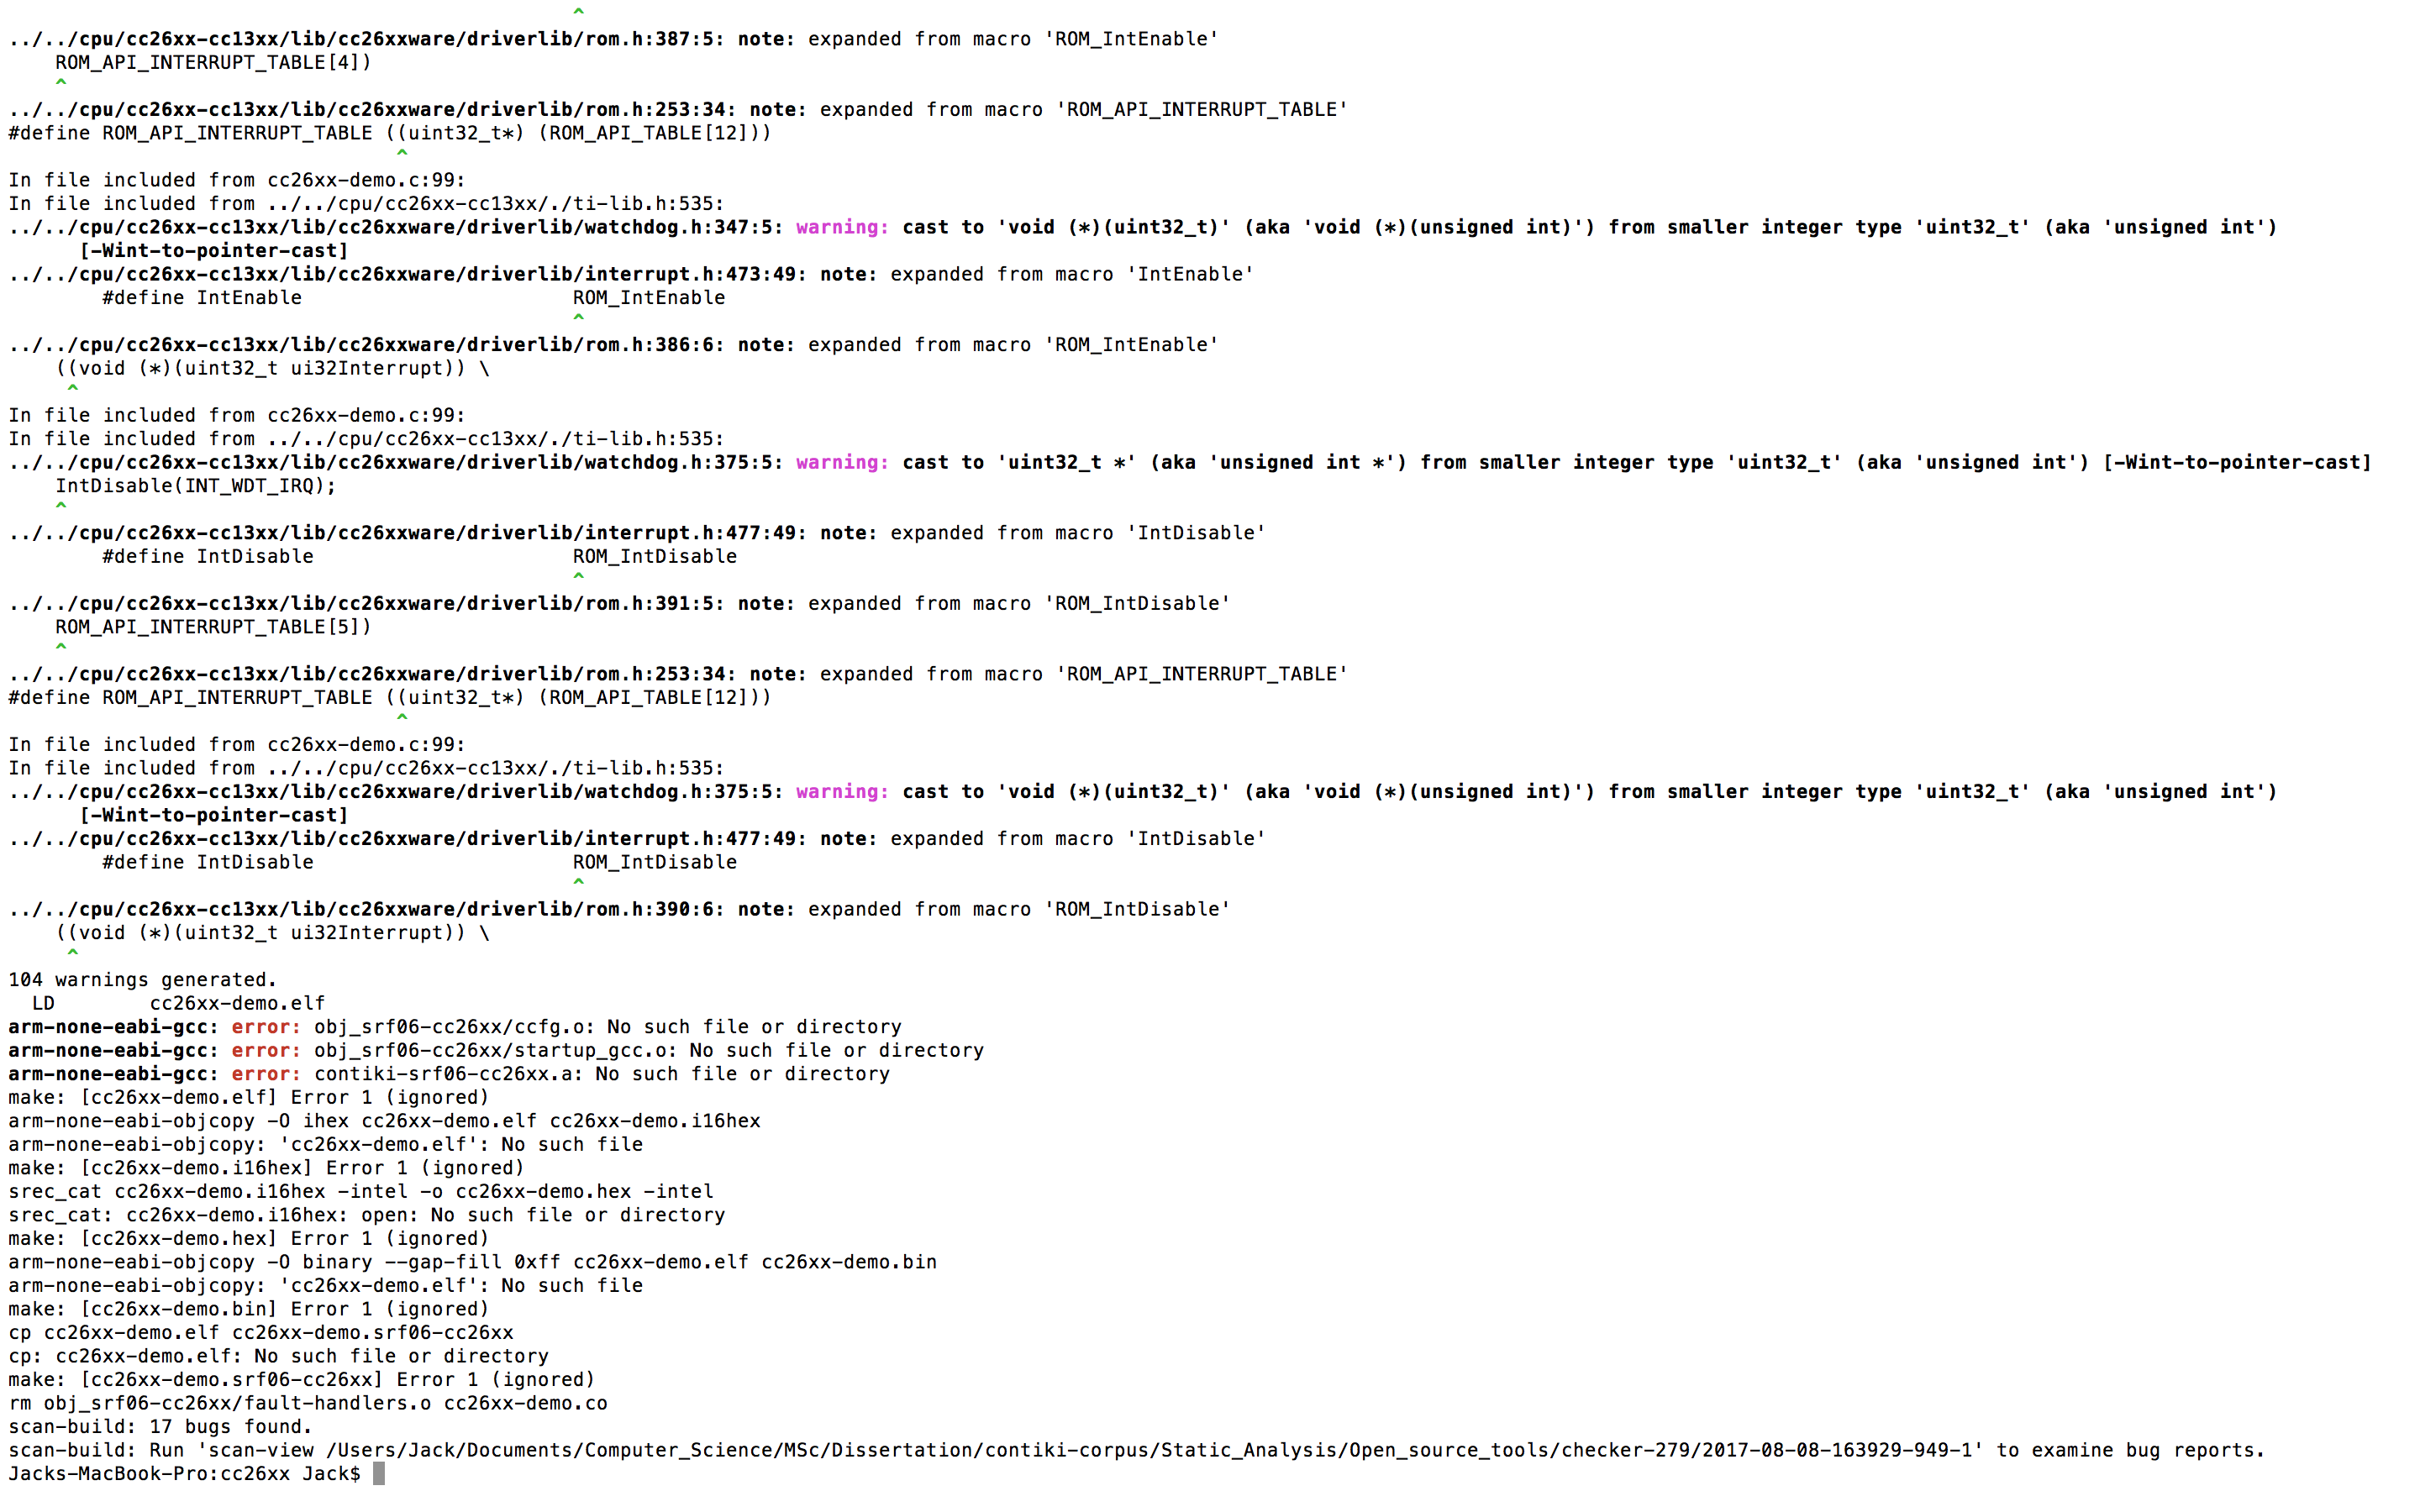 ^
../../cpu/cc26xx-cc13xx/lib/cc26xxware/driverlib/rom.h:387:5: note: expanded from macro 'ROM_IntEnable'
    ROM_API_INTERRUPT_TABLE[4])
    ^
../../cpu/cc26xx-cc13xx/lib/cc26xxware/driverlib/rom.h:253:34: note: expanded from macro 'ROM_API_INTERRUPT_TABLE'
#define ROM_API_INTERRUPT_TABLE ((uint32_t*) (ROM_API_TABLE[12]))
                                 ^
In file included from cc26xx-demo.c:99:
In file included from ../../cpu/cc26xx-cc13xx/./ti-lib.h:535:
../../cpu/cc26xx-cc13xx/lib/cc26xxware/driverlib/watchdog.h:347:5: warning: cast to 'void (*)(uint32_t)' (aka 'void (*)(unsigned int)') from smaller integer type 'uint32_t' (aka 'unsigned int')
      [-Wint-to-pointer-cast]
../../cpu/cc26xx-cc13xx/lib/cc26xxware/driverlib/interrupt.h:473:49: note: expanded from macro 'IntEnable'
        #define IntEnable                       ROM_IntEnable
                                                ^
../../cpu/cc26xx-cc13xx/lib/cc26xxware/driverlib/rom.h:386:6: note: expanded from macro 'ROM_IntEnable'
    ((void (*)(uint32_t ui32Interrupt)) \
     ^
In file included from cc26xx-demo.c:99:
In file included from ../../cpu/cc26xx-cc13xx/./ti-lib.h:535:
../../cpu/cc26xx-cc13xx/lib/cc26xxware/driverlib/watchdog.h:375:5: warning: cast to 'uint32_t *' (aka 'unsigned int *') from smaller integer type 'uint32_t' (aka 'unsigned int') [-Wint-to-pointer-cast]
    IntDisable(INT_WDT_IRQ);
    ^
../../cpu/cc26xx-cc13xx/lib/cc26xxware/driverlib/interrupt.h:477:49: note: expanded from macro 'IntDisable'
        #define IntDisable                      ROM_IntDisable
                                                ^
../../cpu/cc26xx-cc13xx/lib/cc26xxware/driverlib/rom.h:391:5: note: expanded from macro 'ROM_IntDisable'
    ROM_API_INTERRUPT_TABLE[5])
    ^
../../cpu/cc26xx-cc13xx/lib/cc26xxware/driverlib/rom.h:253:34: note: expanded from macro 'ROM_API_INTERRUPT_TABLE'
#define ROM_API_INTERRUPT_TABLE ((uint32_t*) (ROM_API_TABLE[12]))
                                 ^
In file included from cc26xx-demo.c:99:
In file included from ../../cpu/cc26xx-cc13xx/./ti-lib.h:535:
../../cpu/cc26xx-cc13xx/lib/cc26xxware/driverlib/watchdog.h:375:5: warning: cast to 'void (*)(uint32_t)' (aka 'void (*)(unsigned int)') from smaller integer type 'uint32_t' (aka 'unsigned int')
      [-Wint-to-pointer-cast]
../../cpu/cc26xx-cc13xx/lib/cc26xxware/driverlib/interrupt.h:477:49: note: expanded from macro 'IntDisable'
        #define IntDisable                      ROM_IntDisable
                                                ^
../../cpu/cc26xx-cc13xx/lib/cc26xxware/driverlib/rom.h:390:6: note: expanded from macro 'ROM_IntDisable'
    ((void (*)(uint32_t ui32Interrupt)) \
     ^
104 warnings generated.
  LD        cc26xx-demo.elf
arm-none-eabi-gcc: error: obj_srf06-cc26xx/ccfg.o: No such file or directory
arm-none-eabi-gcc: error: obj_srf06-cc26xx/startup_gcc.o: No such file or directory
arm-none-eabi-gcc: error: contiki-srf06-cc26xx.a: No such file or directory
make: [cc26xx-demo.elf] Error 1 (ignored)
arm-none-eabi-objcopy -O ihex cc26xx-demo.elf cc26xx-demo.i16hex
arm-none-eabi-objcopy: 'cc26xx-demo.elf': No such file
make: [cc26xx-demo.i16hex] Error 1 (ignored)
srec_cat cc26xx-demo.i16hex -intel -o cc26xx-demo.hex -intel
srec_cat: cc26xx-demo.i16hex: open: No such file or directory
make: [cc26xx-demo.hex] Error 1 (ignored)
arm-none-eabi-objcopy -O binary --gap-fill 0xff cc26xx-demo.elf cc26xx-demo.bin
arm-none-eabi-objcopy: 'cc26xx-demo.elf': No such file
make: [cc26xx-demo.bin] Error 1 (ignored)
cp cc26xx-demo.elf cc26xx-demo.srf06-cc26xx
cp: cc26xx-demo.elf: No such file or directory
make: [cc26xx-demo.srf06-cc26xx] Error 1 (ignored)
rm obj_srf06-cc26xx/fault-handlers.o cc26xx-demo.co
scan-build: 17 bugs found.
scan-build: Run 'scan-view /Users/Jack/Documents/Computer_Science/MSc/Dissertation/contiki-corpus/Static_Analysis/Open_source_tools/checker-279/2017-08-08-163929-949-1' to examine bug reports.
Jacks-MacBook-Pro:cc26xx Jack$